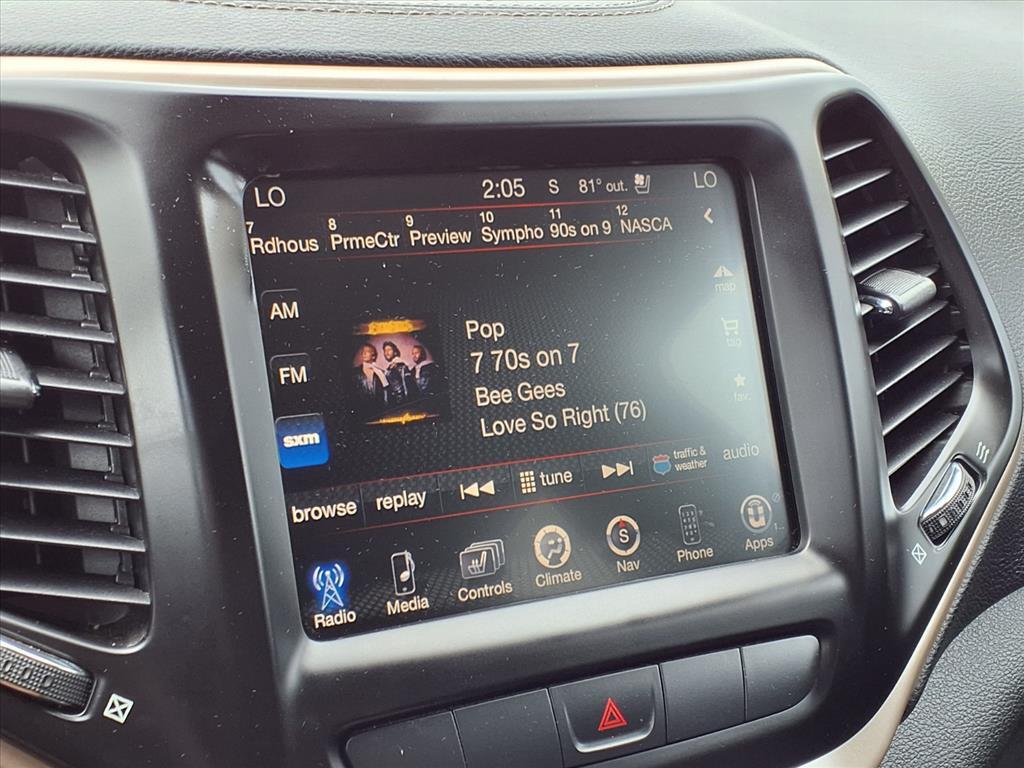 LO 2:05 S 81° out. LO
7 8 9 10 11 12
Rdhous PrmeCtr Preview Sympho 90s on 9 NASCA
map
AM
Pop
tag
7 70s on 7
FM
fav.
Bee Gees
Love So Right (76)
sxm
browse replay tune traffic & weather audio
Radio Media Controls Climate S Nav Phone Apps